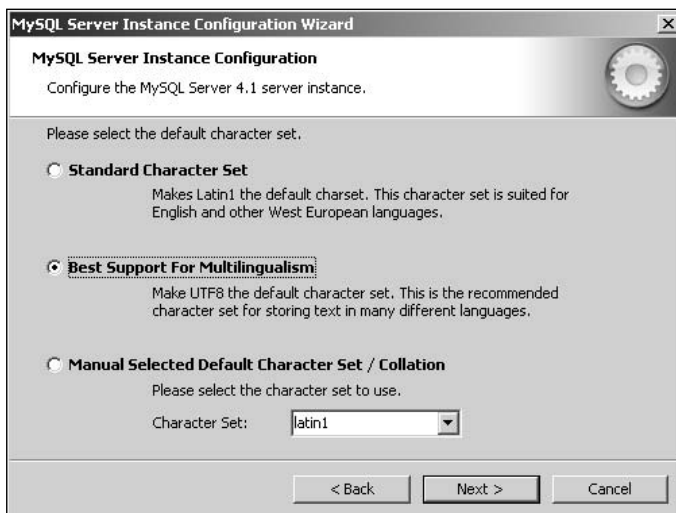 MySQL Server Instance Configuration Wizard
MySQL Server Instance Configuration
Configure the MySQL Server 4.1 server instance.
Please select the default character set.
Standard Character Set
Makes Latin1 the default charset. This character set is suited for
English and other West European languages.
Best Support For Multilingualism
Make UTF8 the default character set. This is the recommended
character set for storing text in many different languages.
Manual Selected Default Character Set / Collation
Please select the character set to use.
Character Set: latin1
< Back Next > Cancel